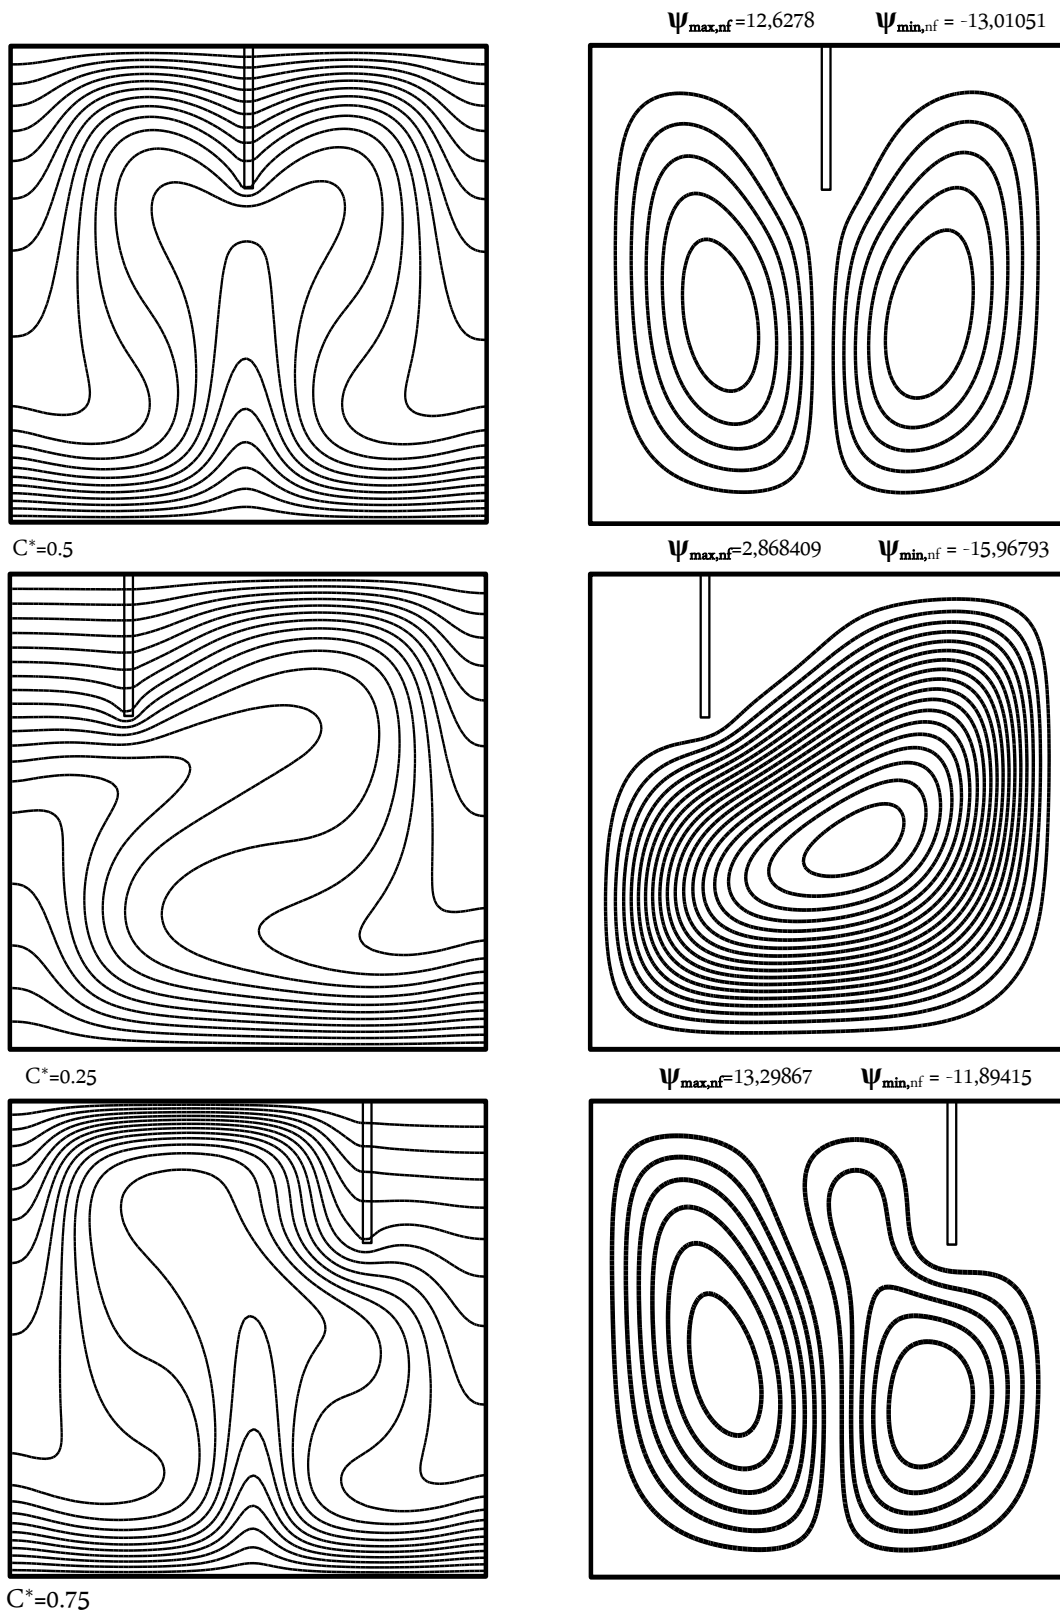 Ψmax,nf =12,6278 Ψmin,nf = -13,01051
C*=0.5
Ψmax,nf=2,868409 Ψmin,nf = -15,96793
C*=0.25
Ψmax,nf=13,29867 Ψmin,nf = -11,89415
C*=0.75